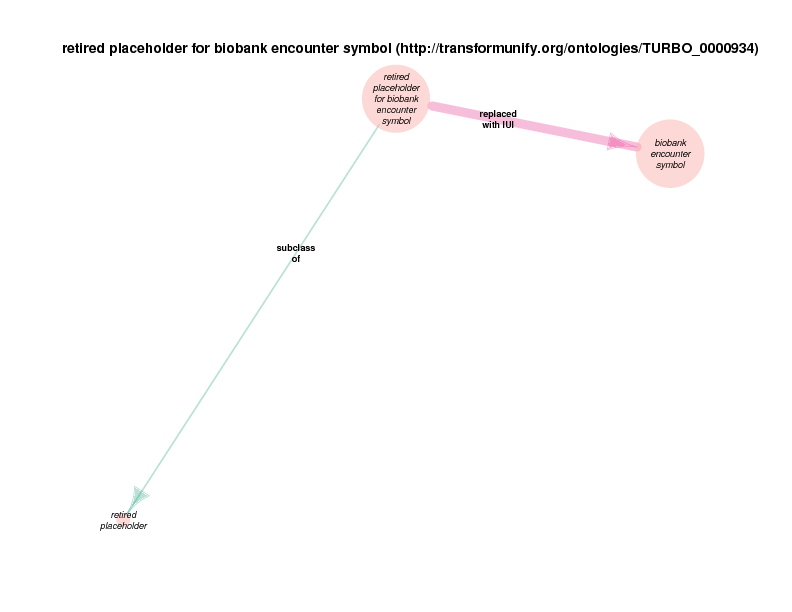 retired placeholder for biobank encounter symbol (http://transformunify.org/ontologies/TURBO_0000934)
retired
placeholder
for biobank
encounter
symbol
replaced
with IUI
biobank
encounter
symbol
subclass
of
retired
placeholder